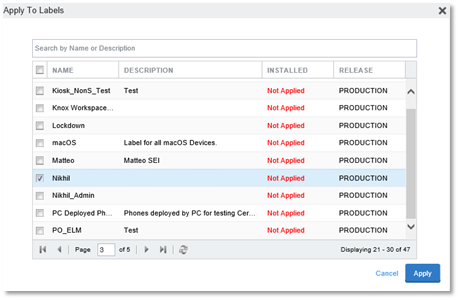 Apply To Labels
Search by Name or Description
NAME DESCRIPTION INSTALLED RELEASE
Kiosk_NonS_Test Test Not Applied PRODUCTION
Knox Workspace... Not Applied PRODUCTION
Lockdown Not Applied PRODUCTION
macOS Label for all macOS Devices. Not Applied PRODUCTION
Matteo Matteo SEI Not Applied PRODUCTION
Nikhil Not Applied PRODUCTION
Nikhil_Admin Not Applied PRODUCTION
PC Deployed Ph... Phones deployed by PC for testing Cer... Not Applied PRODUCTION
PO_ELM Test Not Applied PRODUCTION
Page 3 of 5 Displaying 21 - 30 of 47
Cancel Apply